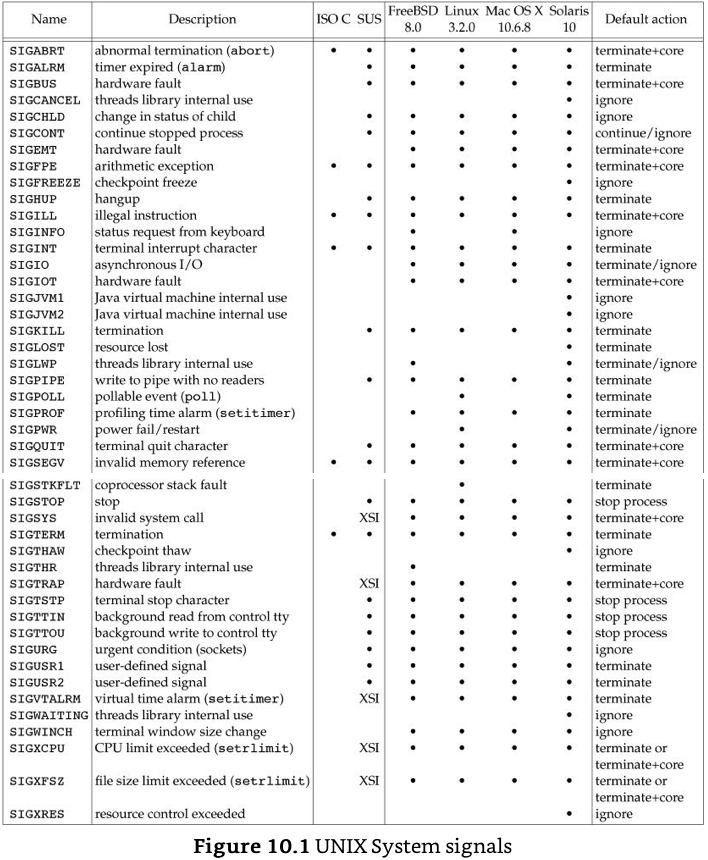 Name Description ISO C SUS FreeBSD 8.0 Linux 3.2.0 Mac OS X 10.6.8 Solaris 10 Default action
SIGABRT abnormal termination (abort) • • • • • • terminate+core
SIGALRM timer expired (alarm) • • • • • terminate
SIGBUS hardware fault • • • • • terminate+core
SIGCANCEL threads library internal use • ignore
SIGCHLD change in status of child • • • • • ignore
SIGCONT continue stopped process • • • • • continue/ignore
SIGEMT hardware fault • • • • terminate+core
SIGFPE arithmetic exception • • • • • • terminate+core
SIGFREEZE checkpoint freeze • ignore
SIGHUP hangup • • • • • terminate
SIGILL illegal instruction • • • • • • terminate+core
SIGINFO status request from keyboard • • ignore
SIGINT terminal interrupt character • • • • • • terminate
SIGIO asynchronous I/O • • • • terminate/ignore
SIGIOT hardware fault • • • • terminate+core
SIGJVM1 Java virtual machine internal use • ignore
SIGJVM2 Java virtual machine internal use • ignore
SIGKILL termination • • • • • terminate
SIGLOST resource lost • terminate
SIGLWP threads library internal use • • terminate/ignore
SIGPIPE write to pipe with no readers • • • • • terminate
SIGPOLL pollable event (poll) • • terminate
SIGPROF profiling time alarm (setitimer) • • • • terminate
SIGPWR power fail/restart • • terminate/ignore
SIGQUIT terminal quit character • • • • • terminate+core
SIGSEGV invalid memory reference • • • • • • terminate+core
SIGSTKFLT coprocessor stack fault • terminate
SIGSTOP stop • • • • • stop process
SIGSYS invalid system call XSI • • • • terminate+core
SIGTERM termination • • • • • • terminate
SIGTHAW checkpoint thaw • ignore
SIGTHR threads library internal use • terminate
SIGTRAP hardware fault XSI • • • • terminate+core
SIGTSTP terminal stop character • • • • • stop process
SIGTTIN background read from control tty • • • • • stop process
SIGTTOU background write to control tty • • • • • stop process
SIGURG urgent condition (sockets) • • • • • ignore
SIGUSR1 user-defined signal • • • • • terminate
SIGUSR2 user-defined signal • • • • • terminate
SIGVTALRM virtual time alarm (setitimer) XSI • • • • terminate
SIGWAITING threads library internal use • ignore
SIGWINCH terminal window size change • • • • ignore
SIGXCPU CPU limit exceeded (setrlimit) XSI • • • • terminate or
terminate+core
SIGXFSZ file size limit exceeded (setrlimit) XSI • • • • terminate or
terminate+core
SIGXRES resource control exceeded • ignore
Figure 10.1 UNIX System signals